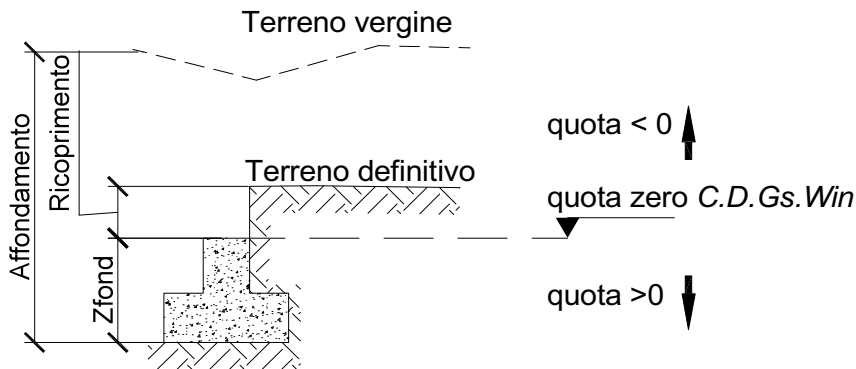 Terreno vergine
Affondamento
Ricoprimento
quota < 0
Terreno definitivo
quota zero C.D.Gs.Win
Zfond
quota >0